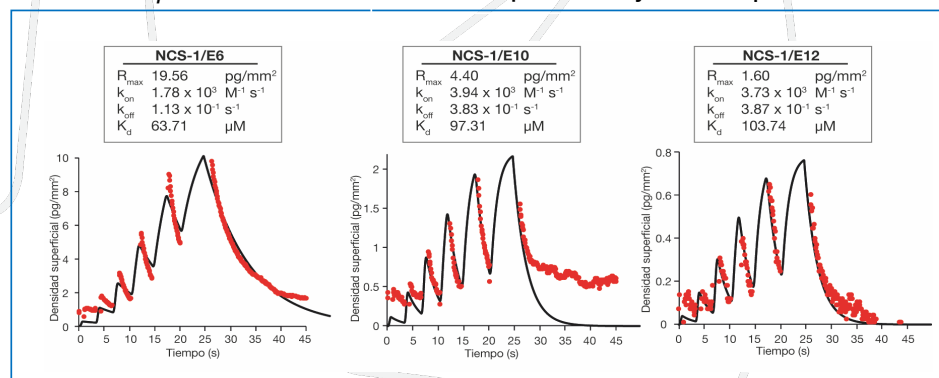 NCS-1/E6
Rmax 19.56 pg/mm²
kon 1.78 x 10³ M⁻¹ s⁻¹
koff 1.13 x 10⁻¹ s⁻¹
Kd 63.71 µM
NCS-1/E10
Rmax 4.40 pg/mm²
kon 3.94 x 10³ M⁻¹ s⁻¹
koff 3.83 x 10⁻¹ s⁻¹
Kd 97.31 µM
NCS-1/E12
Rmax 1.60 pg/mm²
kon 3.73 x 10³ M⁻¹ s⁻¹
koff 3.87 x 10⁻¹ s⁻¹
Kd 103.74 µM
Densidad superficial (pg/mm²)
10
8
6
4
2
0
0 5 10 15 20 25 30 35 40 45
Tiempo (s)
Densidad superficial (pg/mm²)
2
1.5
1
0.5
0
0 5 10 15 20 25 30 35 40 45
Tiempo (s)
Densidad superficial (pg/mm²)
0.8
0.6
0.4
0.2
0
0 5 10 15 20 25 30 35 40 45
Tiempo (s)